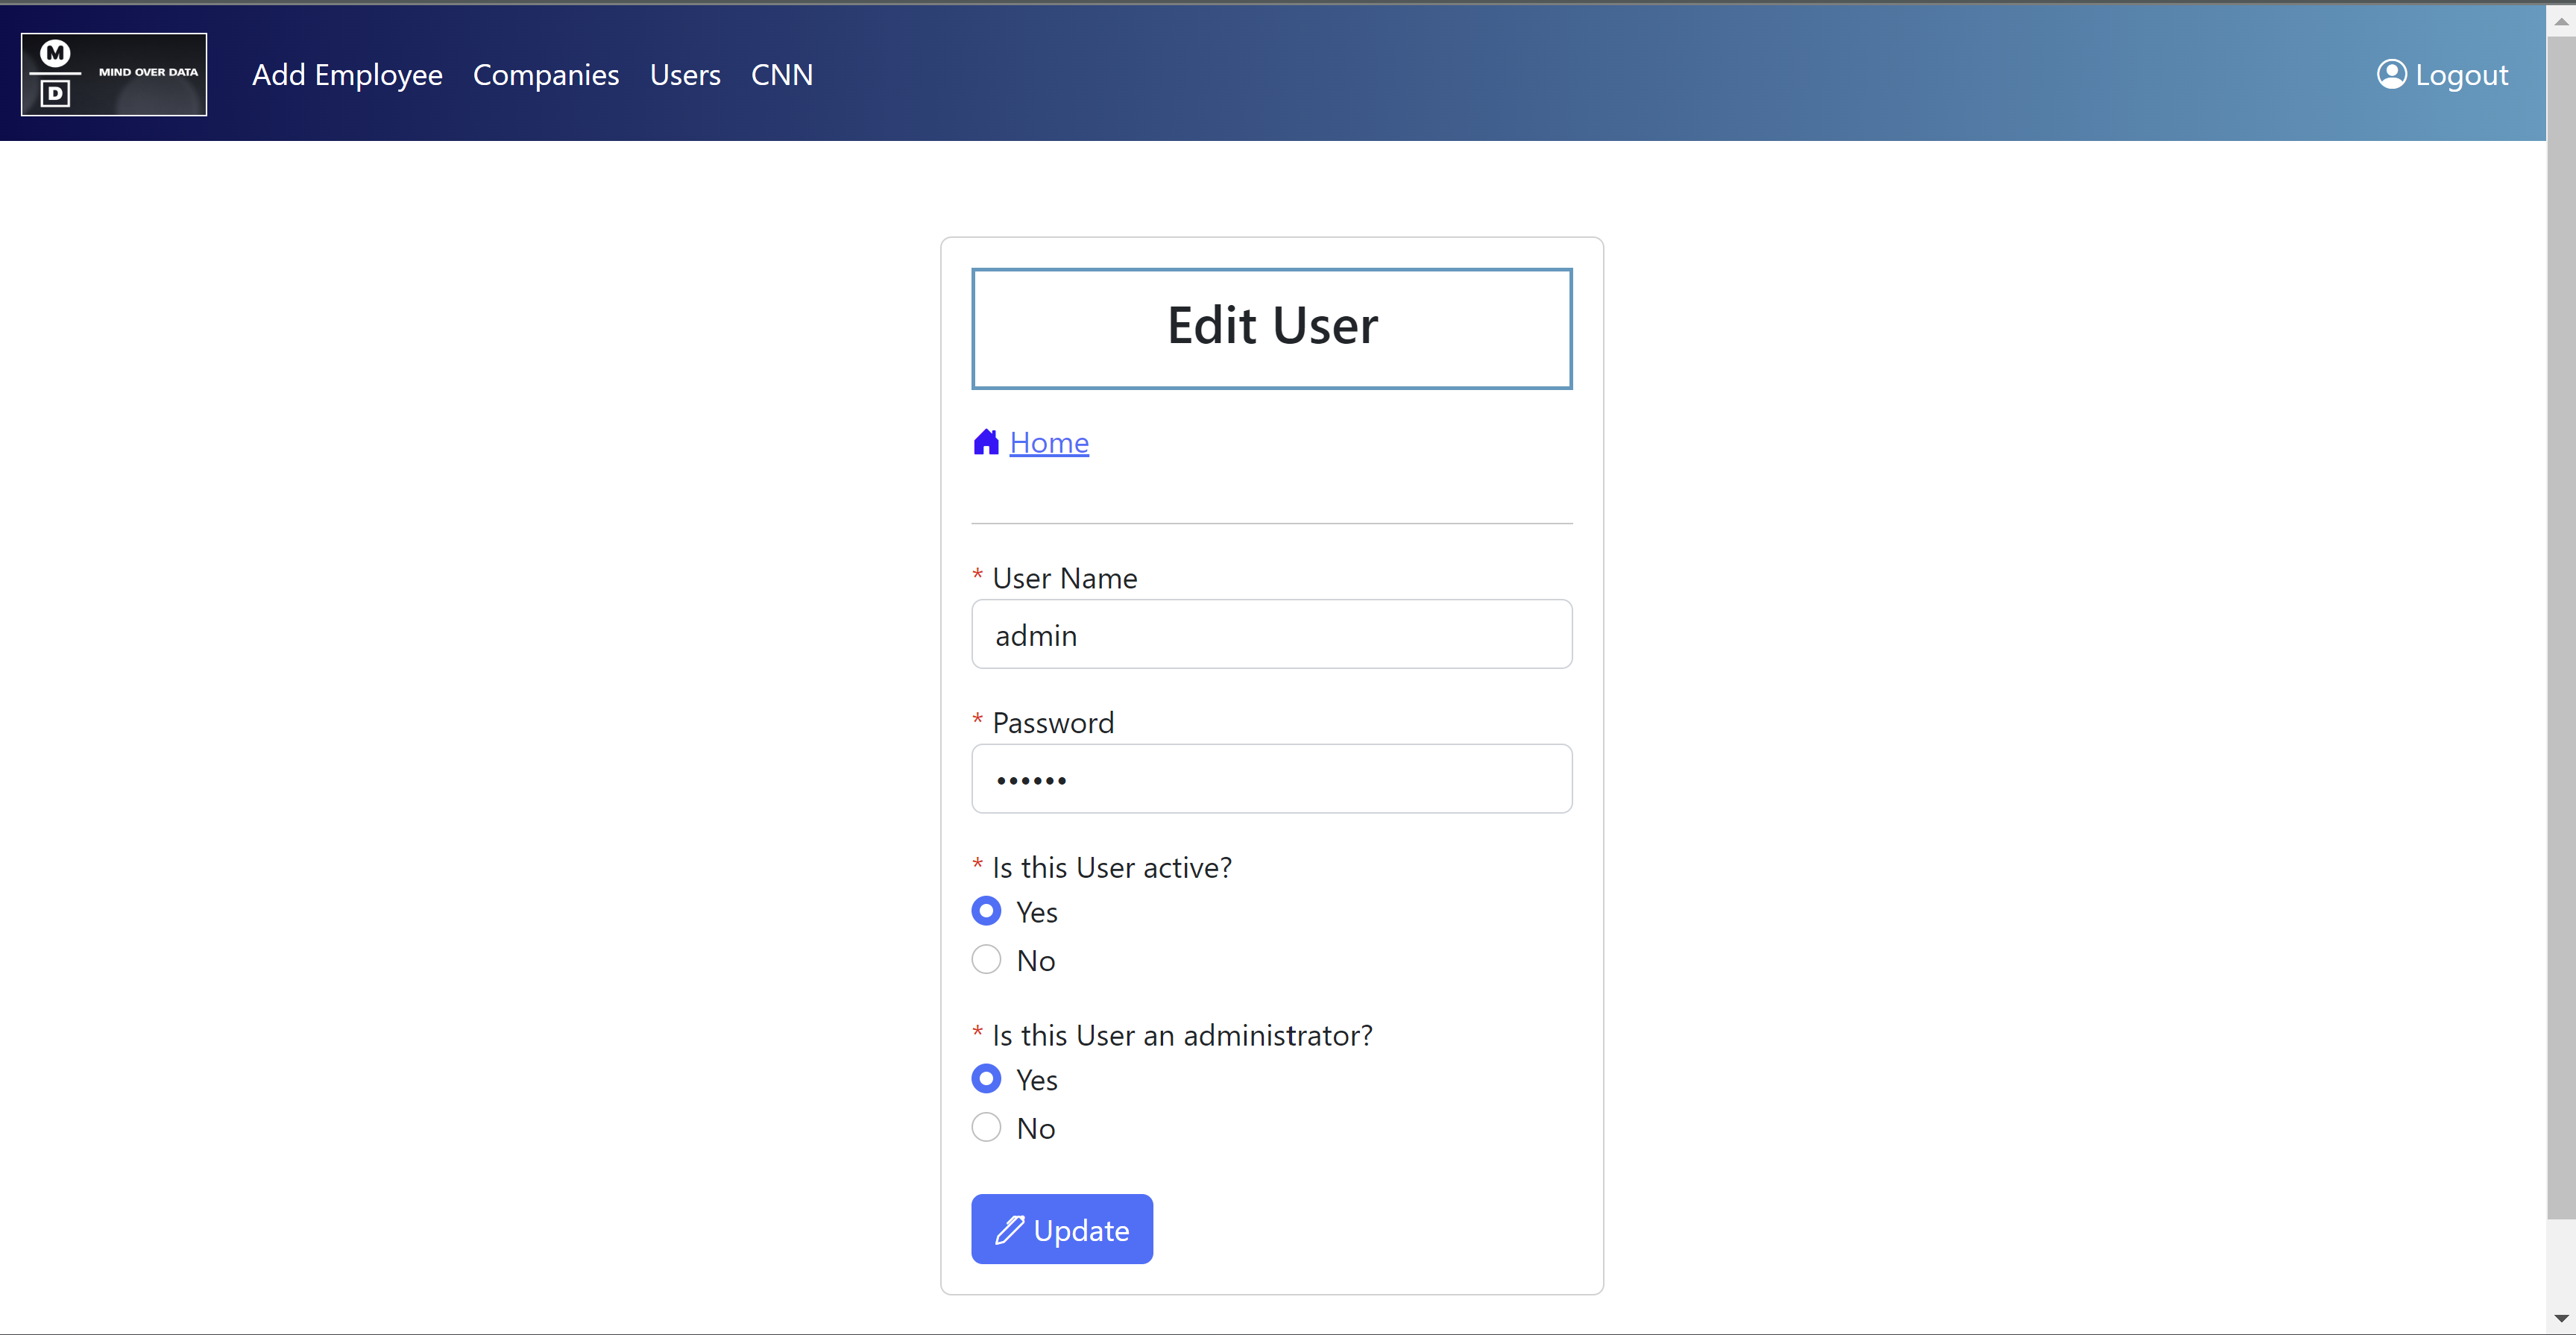 M
D
MIND OVER DATA
Add Employee Companies Users CNN
Logout
Edit User
Home
* User Name
admin
* Password
••••••
* Is this User active?
Yes
No
* Is this User an administrator?
Yes
No
Update